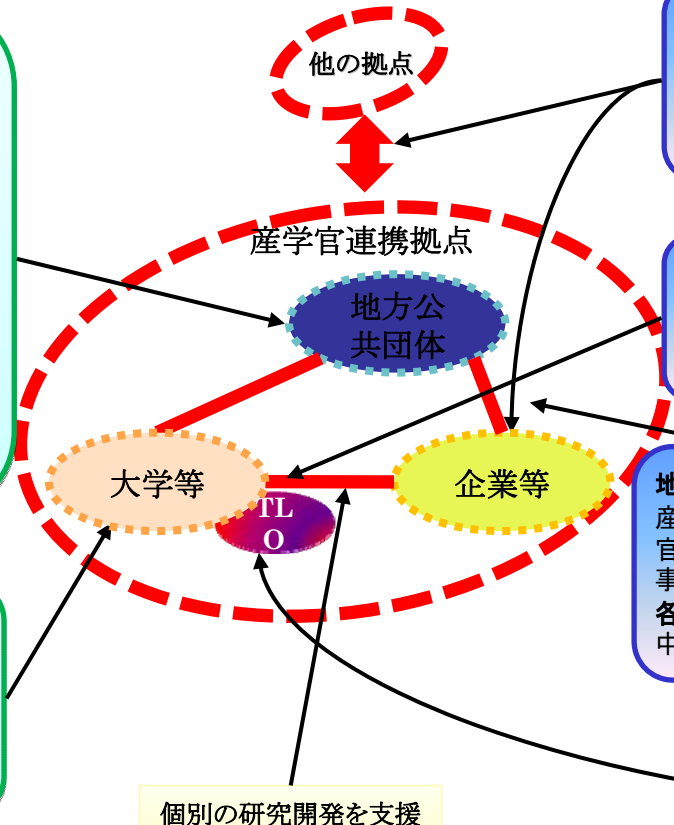 他の拠点
産学官連携拠点
地方公
共団体
大学等
企業等
TL
O
地
産
官
事
各
中
個別の研究開発を支援